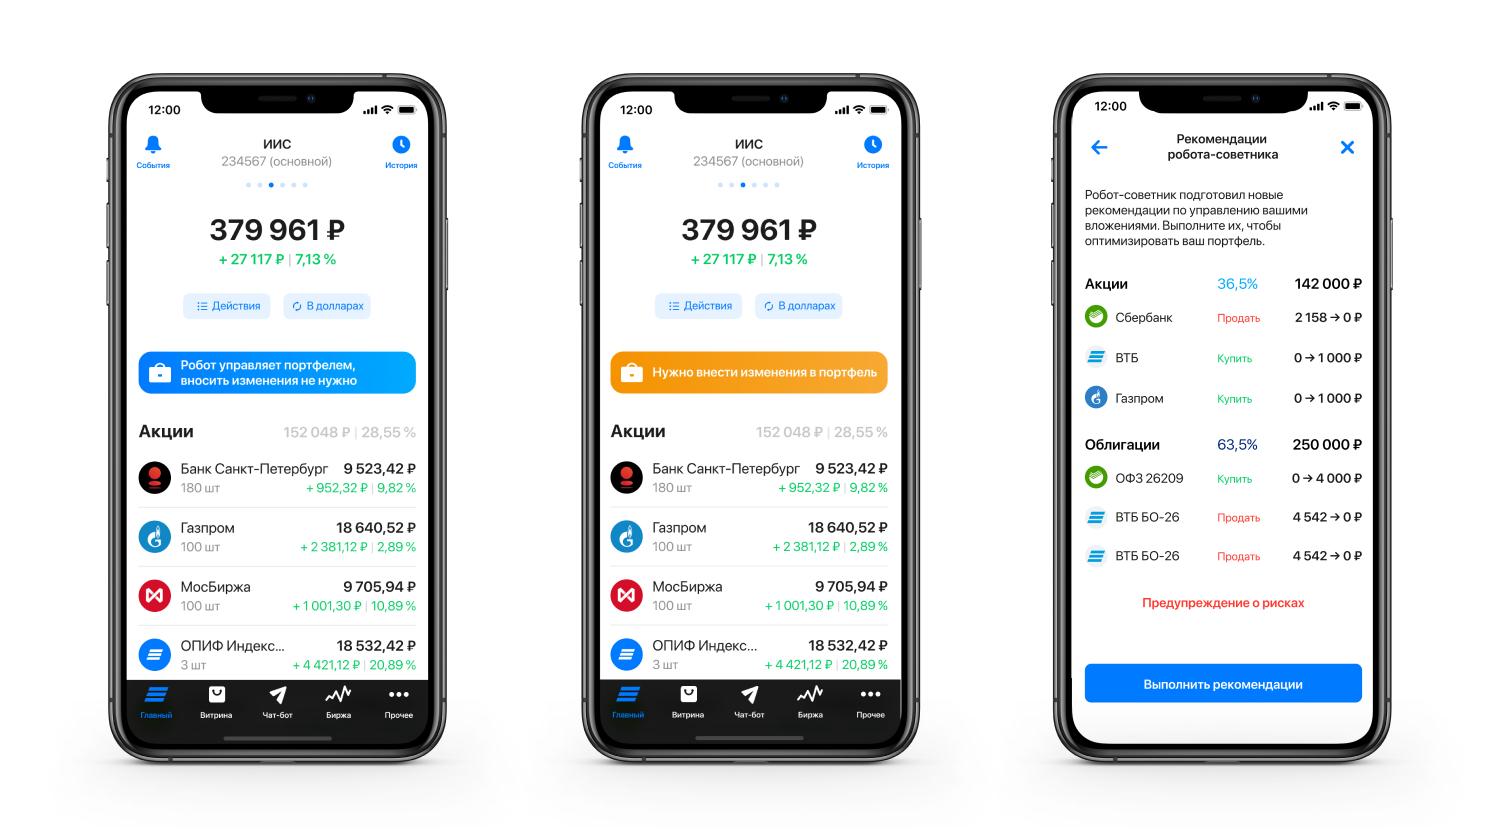 12:00
События
ИИС
История
234567 (основной)
379 961 ₽
+ 27 117 ₽ | 7,13 %
Действия
В долларах
Робот управляет портфелем,
вносить изменения не нужно
Акции 152 048 ₽ | 28,55 %
Банк Санкт-Петербург 9 523,42 ₽
180 шт + 952,32 ₽ | 9,82 %
Газпром 18 640,52 ₽
100 шт + 2 381,12 ₽ | 2,89 %
МосБиржа 9 705,94 ₽
100 шт + 1 001,30 ₽ | 10,89 %
ОПИФ Индекс... 18 532,42 ₽
3 шт + 4 421,12 ₽ | 20,89 %
Главный Витрина Чат-бот Биржа Прочее
12:00
События
ИИС
История
234567 (основной)
379 961 ₽
+ 27 117 ₽ | 7,13 %
Действия
В долларах
Нужно внести изменения в портфель
Акции 152 048 ₽ | 28,55 %
Банк Санкт-Петербург 9 523,42 ₽
180 шт + 952,32 ₽ | 9,82 %
Газпром 18 640,52 ₽
100 шт + 2 381,12 ₽ | 2,89 %
МосБиржа 9 705,94 ₽
100 шт + 1 001,30 ₽ | 10,89 %
ОПИФ Индекс... 18 532,42 ₽
3 шт + 4 421,12 ₽ | 20,89 %
Главный Витрина Чат-бот Биржа Прочее
12:00
Рекомендации
робота-советника
Робот-советник подготовил новые
рекомендации по управлению вашими
вложениями. Выполните их, чтобы
оптимизировать ваш портфель.
Акции 36,5% 142 000 ₽
Сбербанк Продать 2 158 → 0 ₽
ВТБ Купить 0 → 1 000 ₽
Газпром Купить 0 → 1 000 ₽
Облигации 63,5% 250 000 ₽
ОФЗ 26209 Купить 0 → 4 000 ₽
ВТБ БО-26 Продать 4 542 → 0 ₽
ВТБ БО-26 Продать 4 542 → 0 ₽
Предупреждение о рисках
Выполнить рекомендации